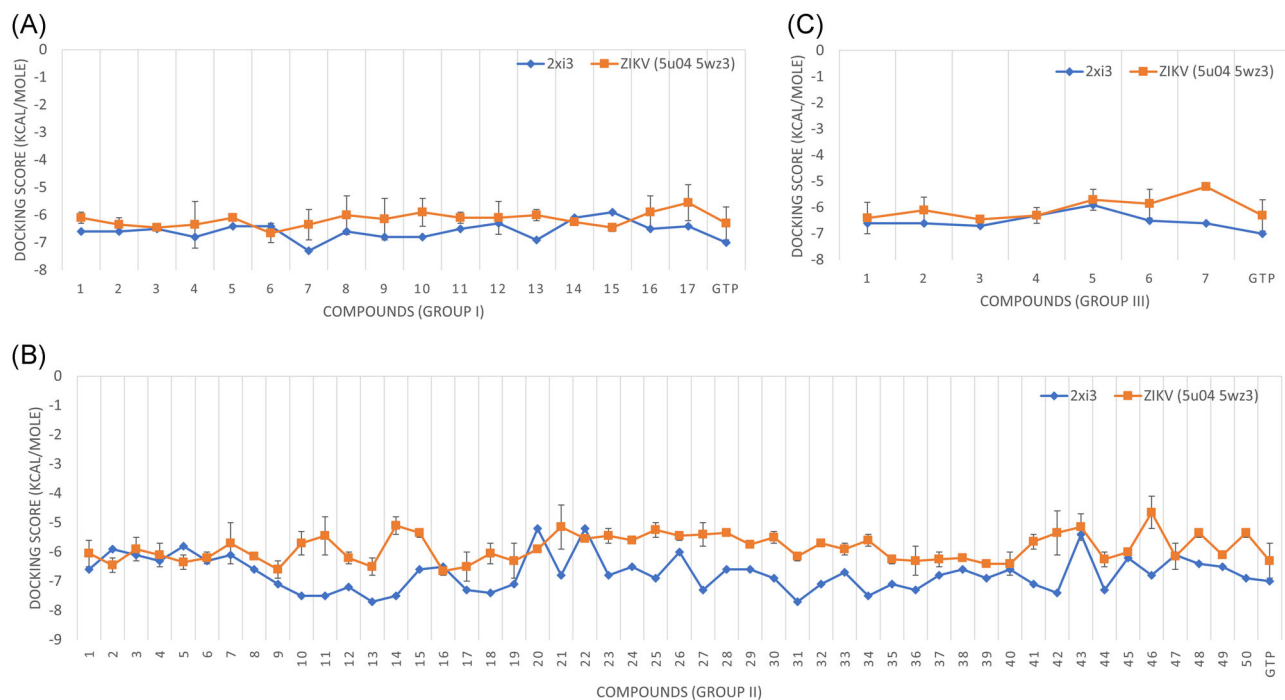 (A)
0
-1
-2
-3
-4
-5
-6
-7
-8
DOCKING SCORE (KCAL/MOLE)
2xi3 ZIKV (5u04 5wz3)
1 2 3 4 5 6 7 8 9 10 11 12 13 14 15 16 17 GTP
COMPOUNDS (GROUP I)
(C)
0
-1
-2
-3
-4
-5
-6
-7
-8
DOCKING SCORE (KCAL/MOLE)
2xi3 ZIKV (5u04 5wz3)
1 2 3 4 5 6 7 GTP
COMPOUNDS (GROUP III)
(B)
0
-1
-2
-3
-4
-5
-6
-7
-8
-9
DOCKING SCORE (KCAL/MOLE)
2xi3 ZIKV (5u04 5wz3)
1 2 3 4 5 6 7 8 9 10 11 12 13 14 15 16 17 18 19 20 21 22 23 24 25 26 27 28 29 30 31 32 33 34 35 36 37 38 39 40 41 42 43 44 45 46 47 48 49 50 GTP
COMPOUNDS (GROUP II)